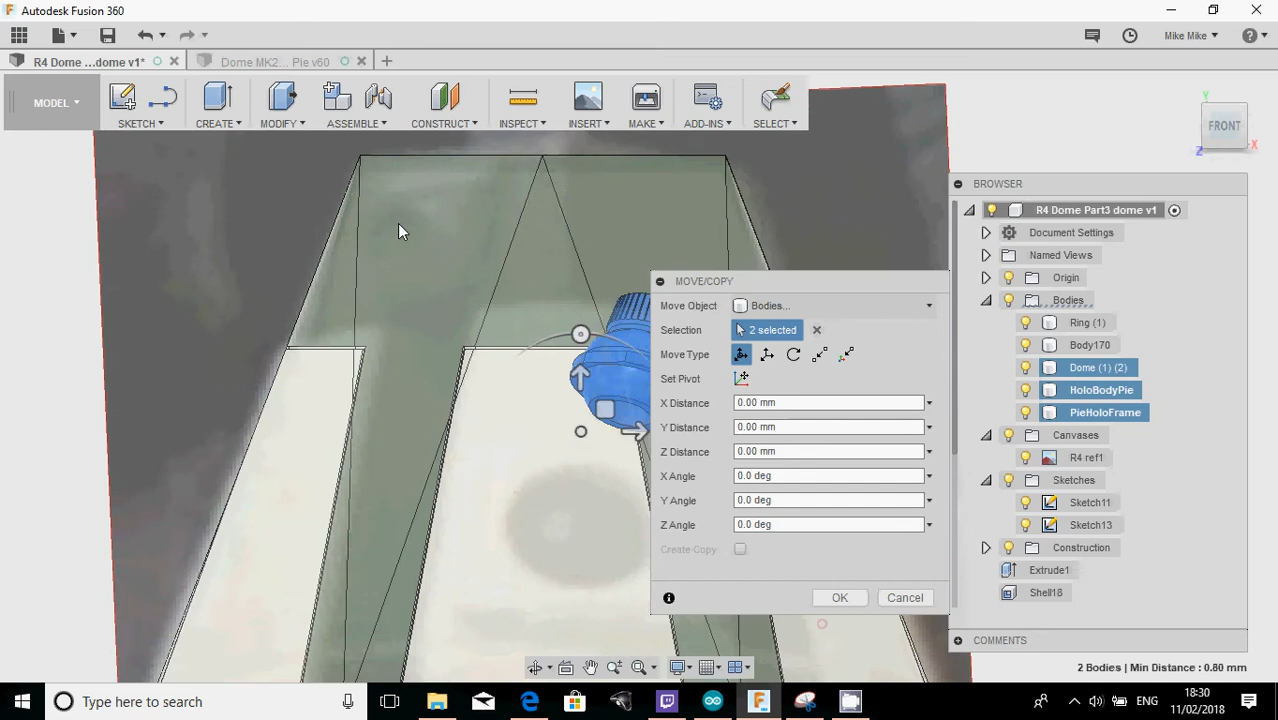 Autodesk Fusion 360
Mike Mike
R4 Dome ...dome v1*
Dome MK2... Pie v60
MODEL
SKETCH
CREATE
MODIFY
ASSEMBLE
CONSTRUCT
INSPECT
INSERT
MAKE
ADD-INS
SELECT
Y
FRONT
Z
X
BROWSER
R4 Dome Part3 dome v1
Document Settings
Named Views
Origin
Bodies
Ring (1)
Body170
Dome (1) (2)
HoloBodyPie
PieHoloFrame
Canvases
R4 ref1
Sketches
Sketch11
Sketch13
Construction
Extrude1
Shell18
COMMENTS
MOVE/COPY
Move Object Bodies...
Selection 2 selected
Move Type
Set Pivot
X Distance 0.00 mm
Y Distance 0.00 mm
Z Distance 0.00 mm
X Angle 0.0 deg
Y Angle 0.0 deg
Z Angle 0.0 deg
Create Copy
OK Cancel
2 Bodies | Min Distance : 0.80 mm
Type here to search
ENG
18:30
11/02/2018